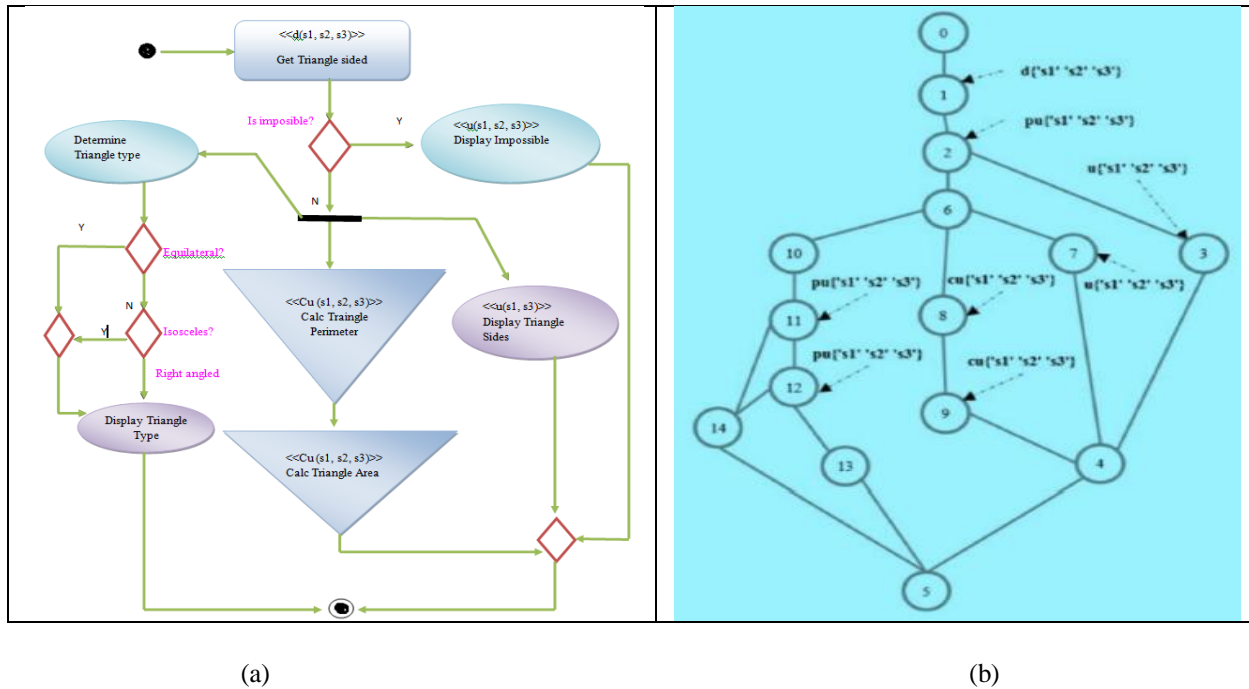 <<d(s1, s2, s3)>>
Get Triangle sided
Is imposible?
Y
<<u(s1, s2, s3)>>
Display Impossible
Determine
Triangle type
N
Y
Equilateral?
<<Cu (s1, s2, s3)>>
Calc Traingle
Perimeter
<<u(s1, s3)>>
Display Triangle
Sides
N
Y
Isosceles?
Right angled
Display Triangle
Type
<<Cu (s1, s2, s3)>>
Calc Triangle Area
(a)
0
d{'s1' 's2' 's3'}
1
pu{'s1' 's2' 's3'}
2
u{'s1' 's2' 's3'}
6
10
7
3
pu{'s1' 's2' 's3'}
cu{'s1' 's2' 's3'}
u{'s1' 's2' 's3'}
11
8
pu{'s1' 's2' 's3'}
cu{'s1' 's2' 's3'}
12
9
14
13
4
5
(b)